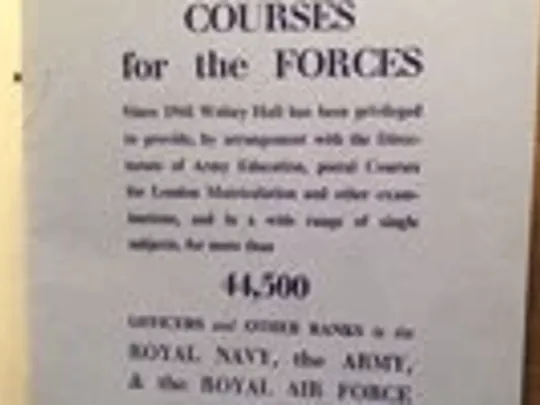 COURSES
for the FORCES
Since 1941 Wolsey Hall has been privileged
to provide, by arrangement with the Direc-
torate of Army Education, postal Courses
for London Matriculation and other exam-
inations, and in a wide range of single
subjects, for more than
44,500
OFFICERS and OTHER RANKS in the
ROYAL NAVY, the ARMY,
& the ROYAL AIR FORCE